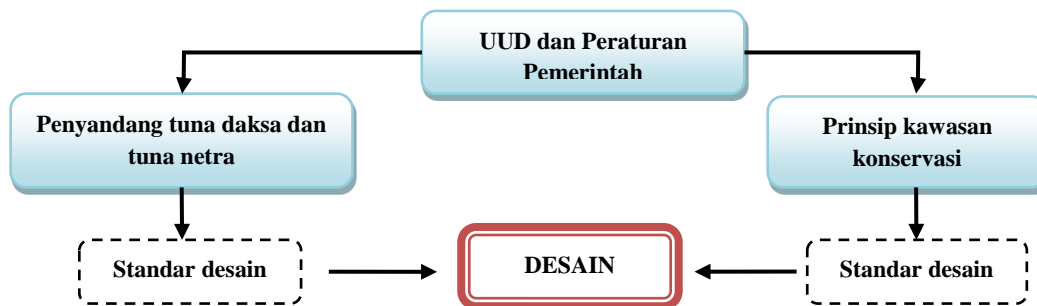 UUD dan Peraturan
Pemerintah
Penyandang tuna daksa dan
tuna netra
Prinsip kawasan
konservasi
Standar desain
DESAIN
Standar desain